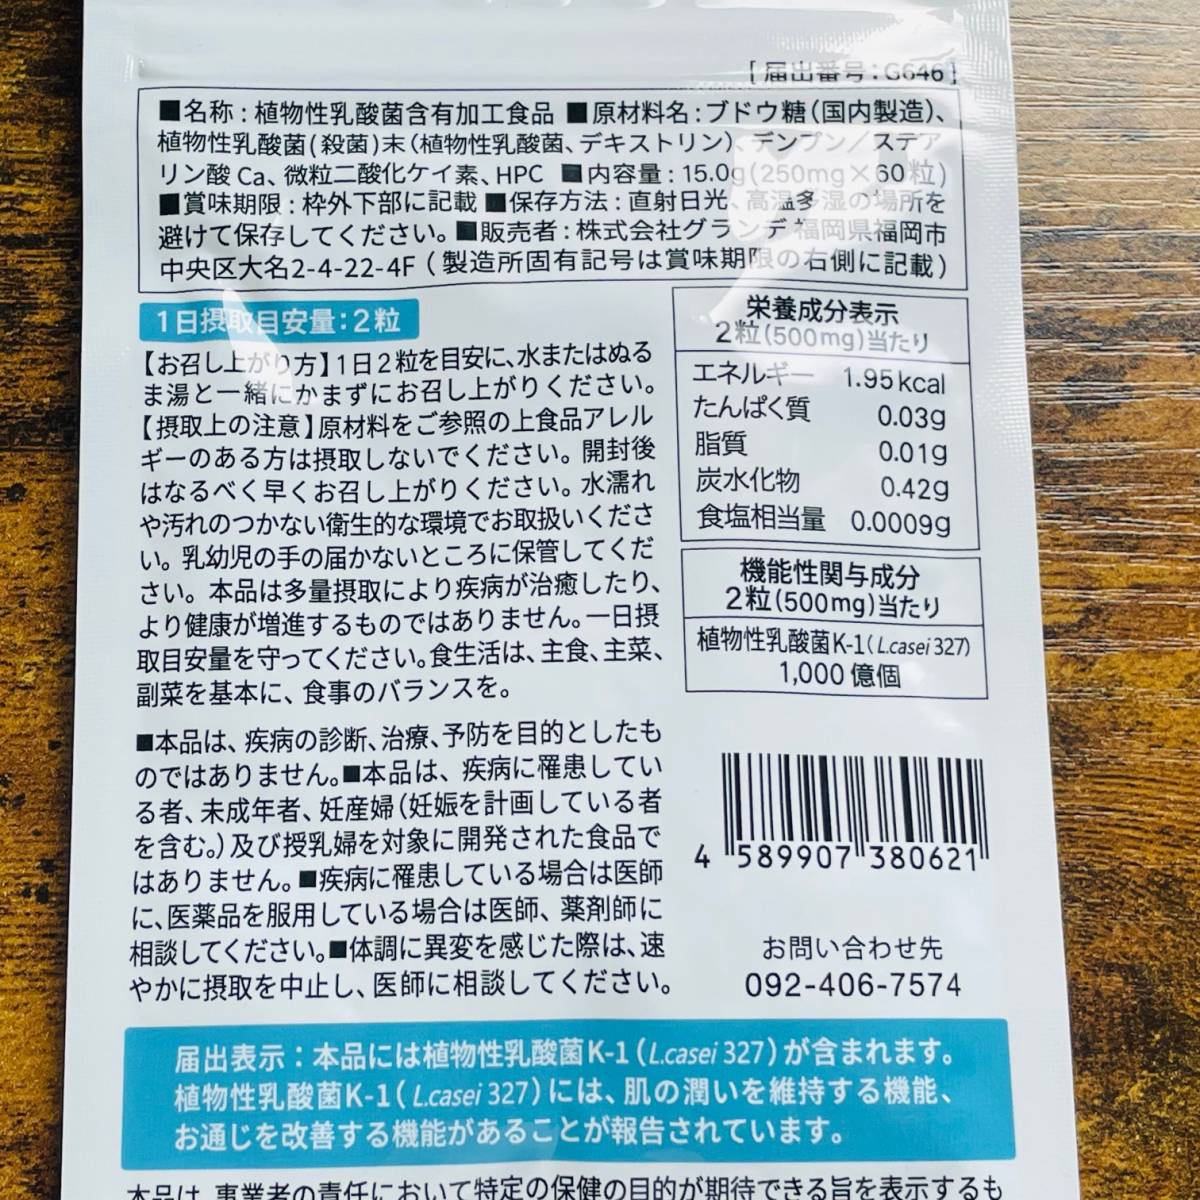 [届出番号:G646]
■名称:植物性乳酸菌含有加工食品 ■原材料名:ブドウ糖(国内製造)、
植物性乳酸菌(殺菌)末(植物性乳酸菌、デキストリン)、デンプン/ステア
リン酸Ca、微粒二酸化ケイ素、HPC ■内容量:15.0g(250mg×60粒)
■賞味期限:枠外下部に記載 ■保存方法:直射日光、高温多湿の場所を
避けて保存してください。■販売者:株式会社グランデ 福岡県福岡市
中央区大名2-4-22-4F(製造所固有記号は賞味期限の右側に記載)
1日摂取目安量:2粒
【お召し上がり方】1日2粒を目安に、水またはぬる
ま湯と一緒にかまずにお召し上がりください。
【摂取上の注意】原材料をご参照の上食品アレル
ギーのある方は摂取しないでください。開封後
はなるべく早くお召し上がりください。水濡れ
や汚れのつかない衛生的な環境でお取扱いくださ
い。乳幼児の手の届かないところに保管してくだ
さい。本品は多量摂取により疾病が治癒したり、
より健康が増進するものではありません。一日摂
取目安量を守ってください。食生活は、主食、主菜、
副菜を基本に、食事のバランスを。
■本品は、疾病の診断、治療、予防を目的としたも
のではありません。■本品は、疾病に罹患してい
る者、未成年者、妊産婦(妊娠を計画している者
を含む。)及び授乳婦を対象に開発された食品で
はありません。■疾病に罹患している場合は医師
に、医薬品を服用している場合は医師、薬剤師に
相談してください。■体調に異変を感じた際は、速
やかに摂取を中止し、医師に相談してください。
栄養成分表示
2粒(500mg)当たり
エネルギー 1.95kcal
たんぱく質 0.03g
脂質 0.01g
炭水化物 0.42g
食塩相当量 0.0009g
機能性関与成分
2粒(500mg)当たり
植物性乳酸菌K-1(L.casei 327)
1,000億個
4 589907 380621
お問い合わせ先
092-406-7574
届出表示:本品には植物性乳酸菌K-1(L.casei 327)が含まれます。
植物性乳酸菌K-1(L.casei 327)には、肌の潤いを維持する機能、
お通じを改善する機能があることが報告されています。
本品は、事業者の責任において特定の保健の目的が期待できる旨を表示するも